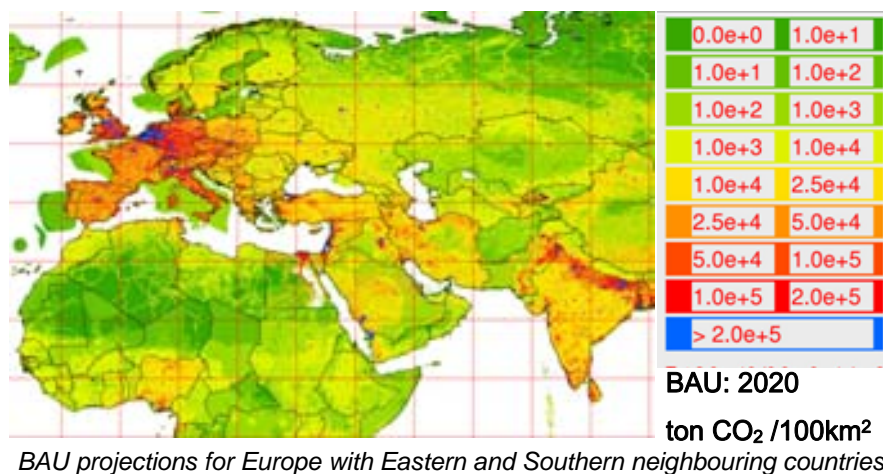 0.0e+0 1.0e+1
1.0e+1 1.0e+2
1.0e+2 1.0e+3
1.0e+3 1.0e+4
1.0e+4 2.5e+4
2.5e+4 5.0e+4
5.0e+4 1.0e+5
1.0e+5 2.0e+5
> 2.0e+5
BAU: 2020
ton CO₂ /100km²
BAU projections for Europe with Eastern and Southern neighbouring countries